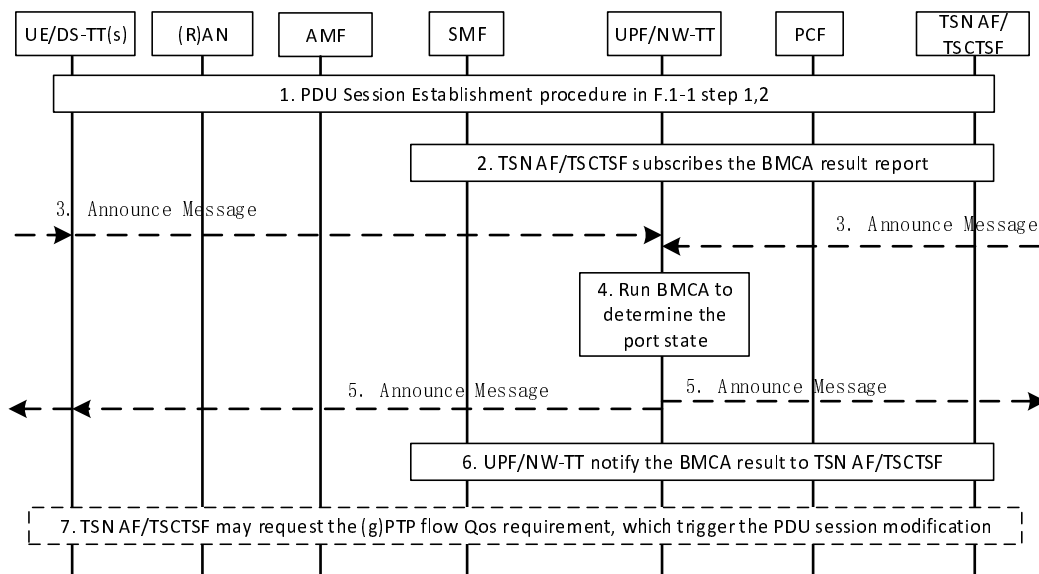 UE/DS-TT(s)
(R)AN
AMF
SMF
UPF/NW-TT
PCF
TSN AF/
TSCTSF
1. PDU Session Establishment procedure in F.1-1 step 1,2
2. TSN AF/TSCTSF subscribes the BMCA result report
3. Announce Message
3. Announce Message
4. Run BMCA to
determine the
port state
5. Announce Message
5. Announce Message
6. UPF/NW-TT notify the BMCA result to TSN AF/TSCTSF
7. TSN AF/TSCTSF may request the (g)PTP flow Qos requirement, which trigger the PDU session modification